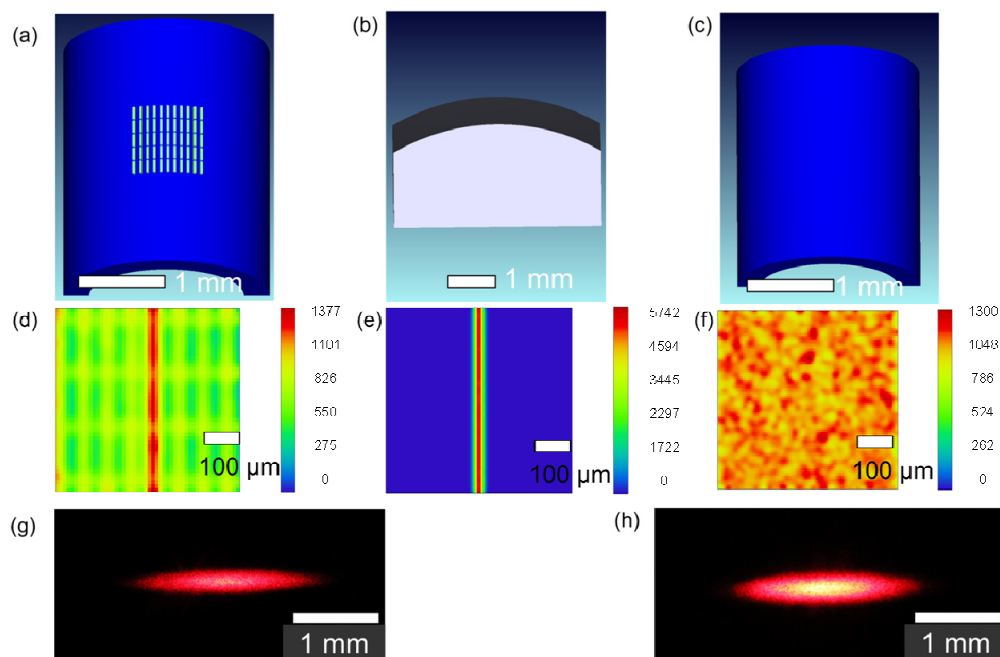 (a)
(b)
(c)
1 mm
1 mm
1 mm
(d)
1377
1101
826
550
275
0
100 µm
(e)
5742
4594
3445
2297
1722
0
100 µm
(f)
1300
1048
786
524
262
0
100 µm
(g)
1 mm
(h)
1 mm